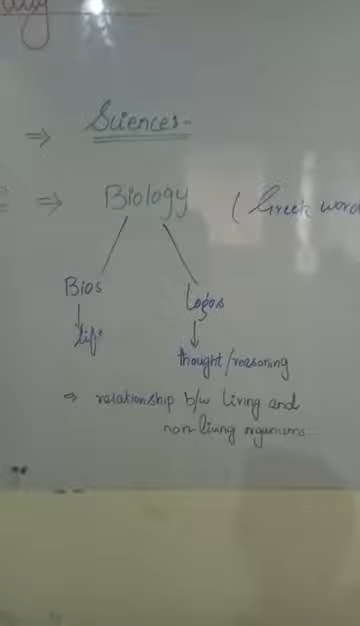 ⇒ Sciences-
⇒ Biology (Greek word
Bios Logos
↓ ↓
life thought/reasoning
⇒ relationship b/w living and
non-living organisms...